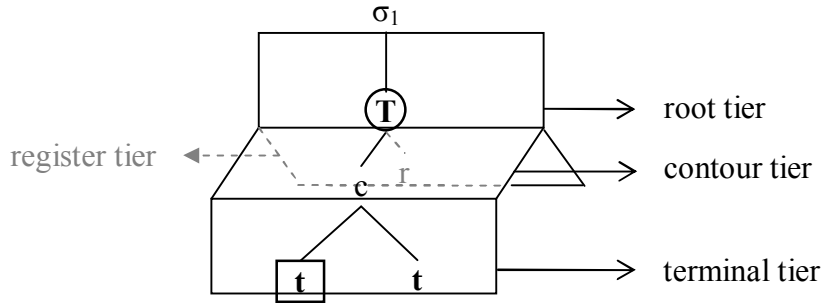 σ1
T
root tier
register tier
r
contour tier
c
t t
terminal tier